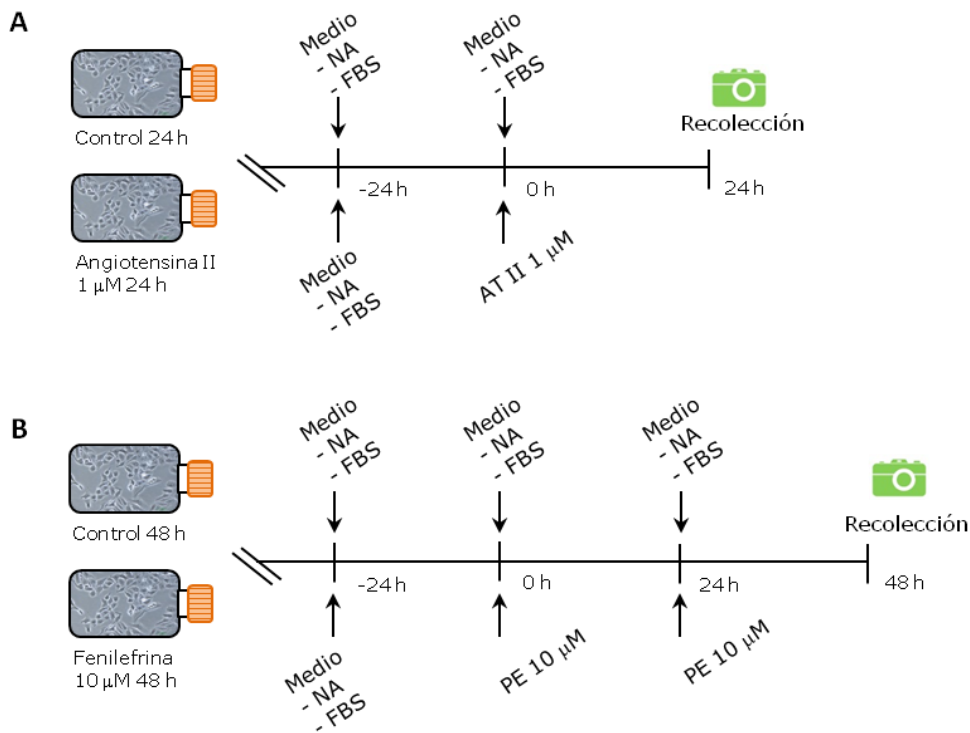 A
Medio
- NA
- FBS
Medio
- NA
- FBS
Control 24 h
Recolección
-24 h
0 h
24 h
Angiotensina II
1 μM 24 h
Medio
- NA
- FBS
AT II 1 μM
B
Medio
- NA
- FBS
Medio
- NA
- FBS
Medio
- NA
- FBS
Control 48 h
Recolección
-24 h
0 h
24 h
48 h
Fenilefrina
10 μM 48 h
Medio
- NA
- FBS
PE 10 μM
PE 10 μM